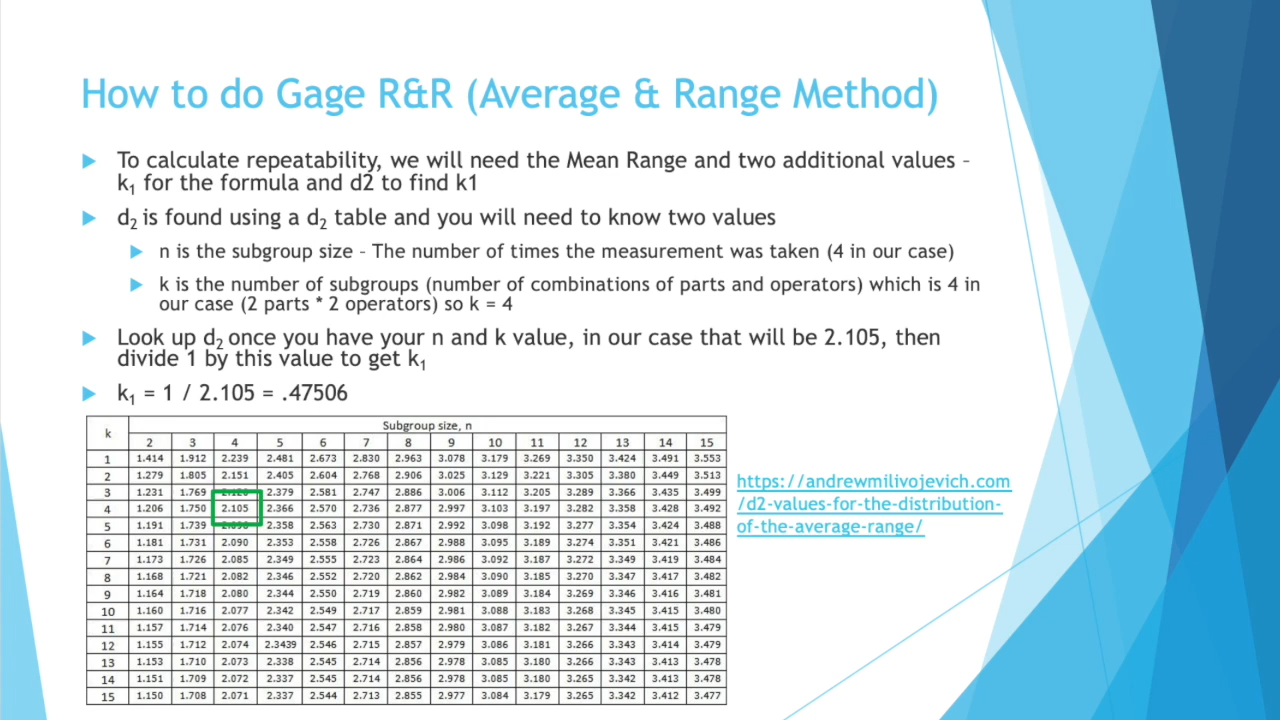 How to do Gage R&R (Average & Range Method)
To calculate repeatability, we will need the Mean Range and two additional values –
k₁ for the formula and d2 to find k1
d₂ is found using a d₂ table and you will need to know two values
n is the subgroup size – The number of times the measurement was taken (4 in our case)
k is the number of subgroups (number of combinations of parts and operators) which is 4 in
our case (2 parts * 2 operators) so k = 4
Look up d₂ once you have your n and k value, in our case that will be 2.105, then
divide 1 by this value to get k₁
k₁ = 1 / 2.105 = .47506
k Subgroup size, n
2 3 4 5 6 7 8 9 10 11 12 13 14 15
1 1.414 1.912 2.239 2.481 2.673 2.830 2.963 3.078 3.179 3.269 3.350 3.424 3.491 3.553
2 1.279 1.805 2.151 2.405 2.604 2.768 2.906 3.025 3.129 3.221 3.305 3.380 3.449 3.513
3 1.231 1.769 2.379 2.581 2.747 2.886 3.006 3.112 3.205 3.289 3.366 3.435 3.499
4 1.206 1.750 2.105 2.366 2.570 2.736 2.877 2.997 3.103 3.197 3.282 3.358 3.428 3.492
5 1.191 1.739 2.358 2.563 2.730 2.871 2.992 3.098 3.192 3.277 3.354 3.424 3.488
6 1.181 1.731 2.090 2.353 2.558 2.726 2.867 2.988 3.095 3.189 3.274 3.351 3.421 3.486
7 1.173 1.726 2.085 2.349 2.555 2.723 2.864 2.986 3.092 3.187 3.272 3.349 3.419 3.484
8 1.168 1.721 2.082 2.346 2.552 2.720 2.862 2.984 3.090 3.185 3.270 3.347 3.417 3.482
9 1.164 1.718 2.080 2.344 2.550 2.719 2.860 2.982 3.089 3.184 3.269 3.346 3.416 3.481
10 1.160 1.716 2.077 2.342 2.549 2.717 2.859 2.981 3.088 3.183 3.268 3.345 3.415 3.480
11 1.157 1.714 2.076 2.340 2.547 2.716 2.858 2.980 3.087 3.182 3.267 3.344 3.415 3.479
12 1.155 1.712 2.074 2.3439 2.546 2.715 2.857 2.979 3.086 3.181 3.266 3.343 3.414 3.479
13 1.153 1.710 2.073 2.338 2.545 2.714 2.856 2.978 3.085 3.180 3.266 3.343 3.413 3.478
14 1.151 1.709 2.072 2.337 2.545 2.714 2.856 2.978 3.085 3.180 3.265 3.342 3.413 3.478
15 1.150 1.708 2.071 2.337 2.544 2.713 2.855 2.977 3.084 3.179 3.265 3.342 3.412 3.477
https://andrewmilivojevich.com
/d2-values-for-the-distribution-
of-the-average-range/